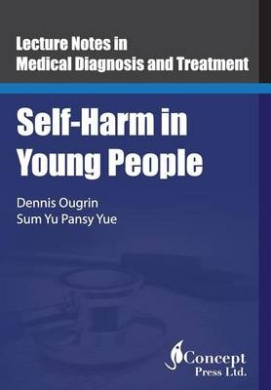 Lecture Notes in
Medical Diagnosis and Treatment
Self-Harm in
Young People
Dennis Ougrin
Sum Yu Pansy Yue
iConcept
Press Ltd.